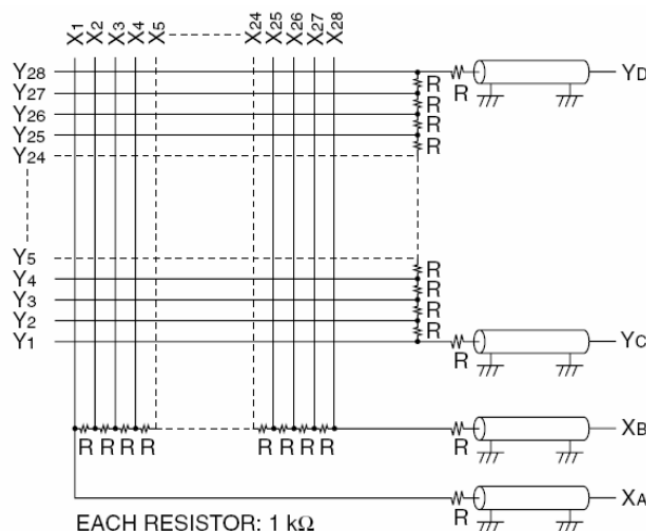 X1 X2 X3 X4 X5 X24 X25 X26 X27 X28
Y28 R YD
Y27 R
Y26 R
Y25 R
Y24 R
R
Y5
Y4 R
Y3 R
Y2 R
Y1 R YC
R
XB
R R R R R R R R R
XA
R
EACH RESISTOR: 1 kΩ